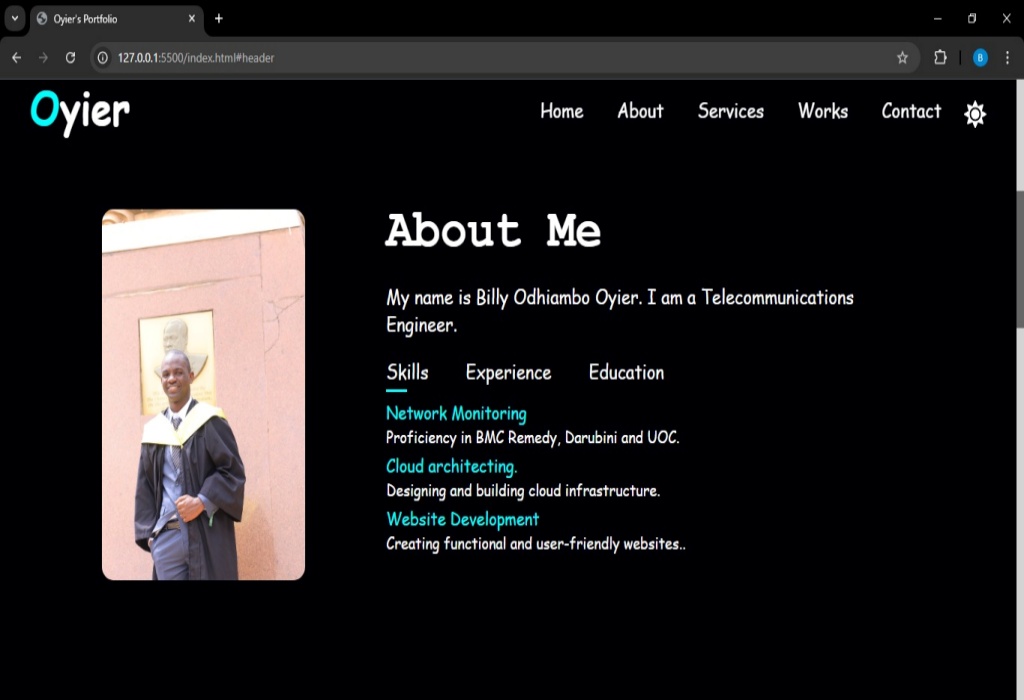 Oyier's Portfolio
127.0.0.1:5500/index.html#header
B
Oyier
Home About Services Works Contact
About Me
My name is Billy Odhiambo Oyier. I am a Telecommunications
Engineer.
Skills Experience Education
Network Monitoring
Proficiency in BMC Remedy, Darubini and UOC.
Cloud architecting.
Designing and building cloud infrastructure.
Website Development
Creating functional and user-friendly websites..